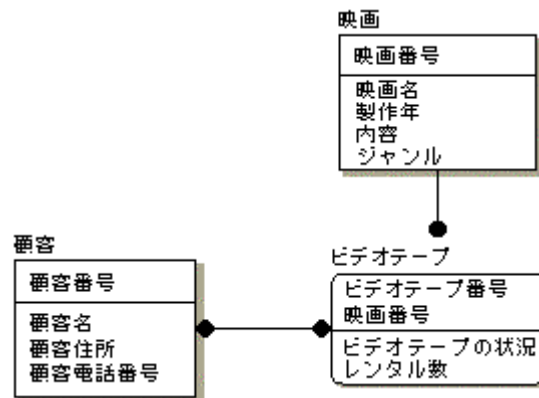 映画
映画番号
映画名
製作年
内容
ジャンル
顧客
顧客番号
顧客名
顧客住所
顧客電話番号
ビデオテープ
ビデオテープ番号
映画番号
ビデオテープの状況
レンタル数